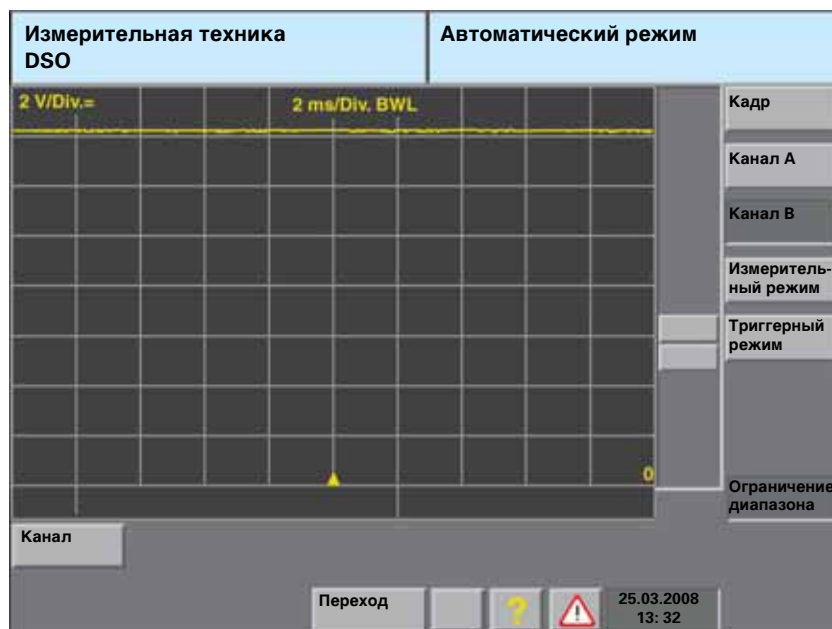 Измерительная техника
DSO
Автоматический режим
2 V/Div.=
2 ms/Div. BWL
Кадр
Канал A
Канал B
Измеритель-
ный режим
Триггерный
режим
0
Ограничение
диапазона
Канал
Переход
?
25.03.2008
13: 32